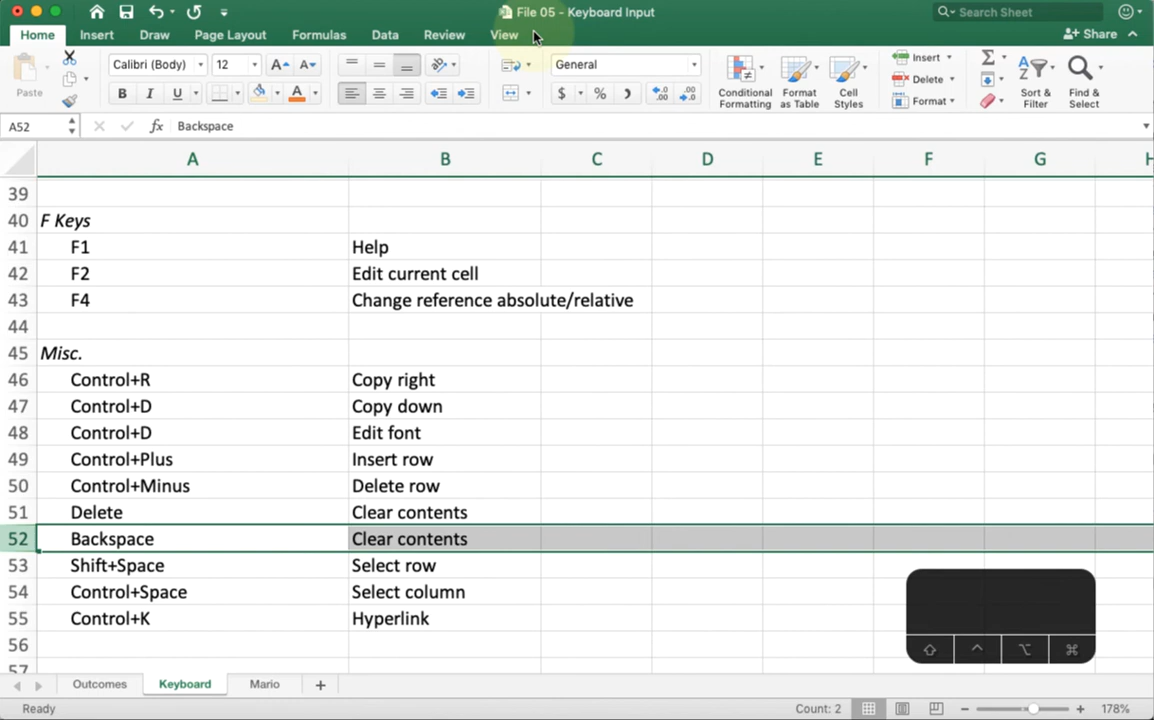 File 05 - Keyboard Input
Search Sheet
Home Insert Draw Page Layout Formulas Data Review View
Share
Paste
Calibri (Body) 12 A A
B I U A
General
$ % )
Conditional Formatting
Format as Table
Cell Styles
Insert
Delete
Format
Sort & Filter
Find & Select
A52 fx Backspace
A B C D E F G H
39
40 F Keys
41 F1 Help
42 F2 Edit current cell
43 F4 Change reference absolute/relative
44
45 Misc.
46 Control+R Copy right
47 Control+D Copy down
48 Control+D Edit font
49 Control+Plus Insert row
50 Control+Minus Delete row
51 Delete Clear contents
52 Backspace Clear contents
53 Shift+Space Select row
54 Control+Space Select column
55 Control+K Hyperlink
56
57
Outcomes Keyboard Mario +
Ready Count: 2 178%